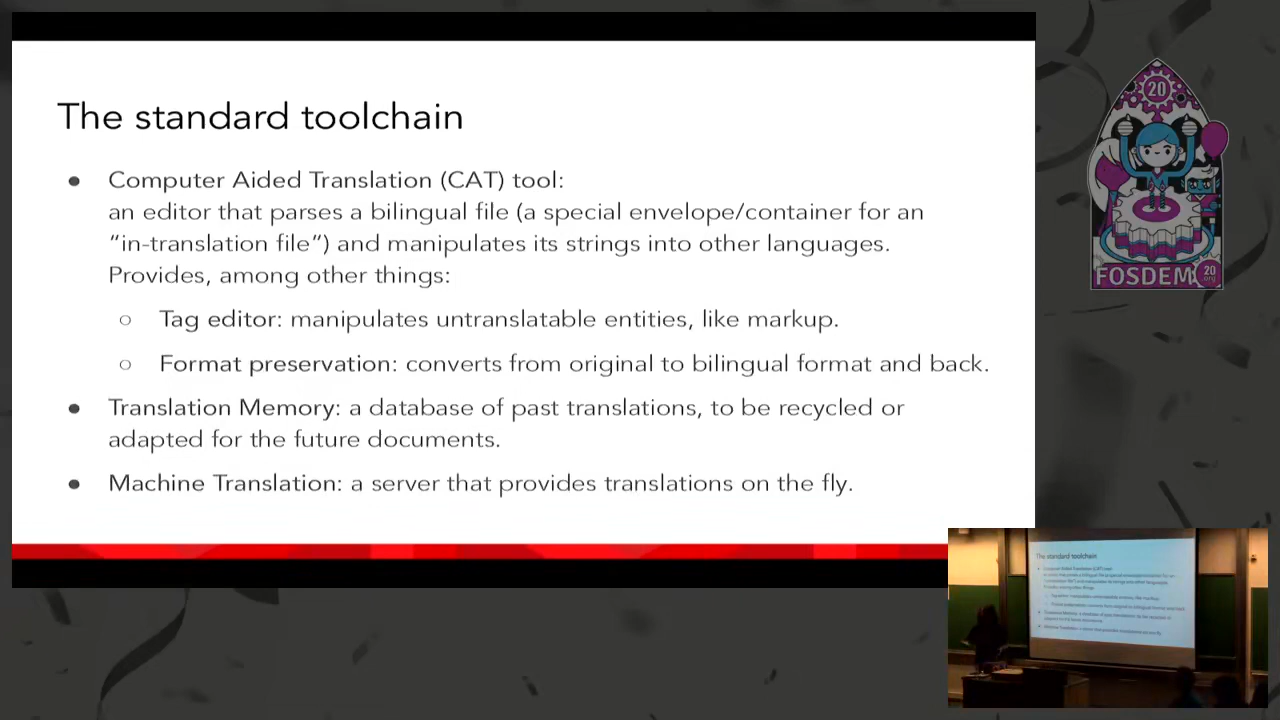 The standard toolchain
● Computer Aided Translation (CAT) tool:
an editor that parses a bilingual file (a special envelope/container for an
“in-translation file”) and manipulates its strings into other languages.
Provides, among other things:
○ Tag editor: manipulates untranslatable entities, like markup.
○ Format preservation: converts from original to bilingual format and back.
● Translation Memory: a database of past translations, to be recycled or
adapted for the future documents.
● Machine Translation: a server that provides translations on the fly.
20
FOSDEM
20
.org
The standard toolchain